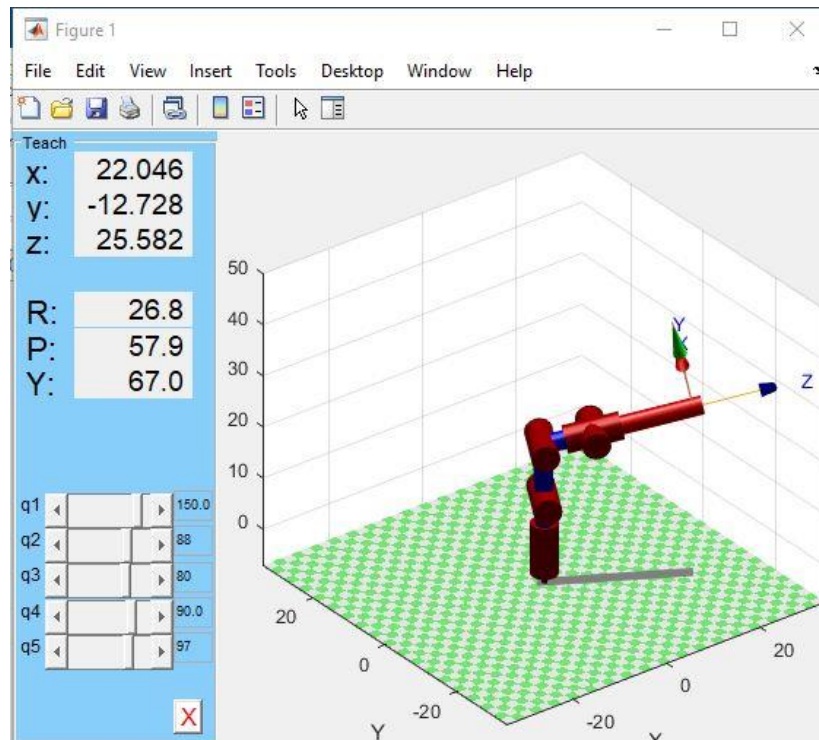 Figure 1
File Edit View Insert Tools Desktop Window Help
Teach
x: 22.046
y: -12.728
z: 25.582
R: 26.8
P: 57.9
Y: 67.0
q1 150.0
q2 88
q3 80
q4 90.0
q5 97
X
50
40
30
20
10
0
Y
Z
20
0
-20
Y
-20
0
20
X